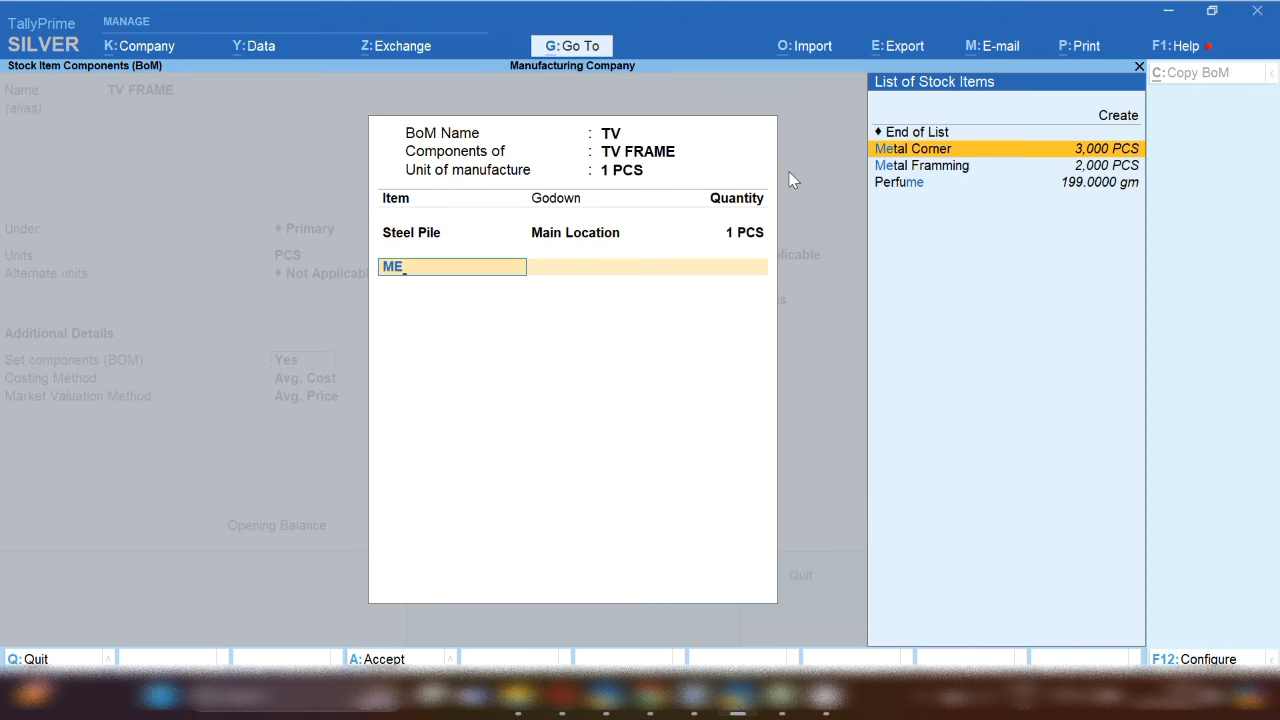 TallyPrime
MANAGE
SILVER
K:Company
Y:Data
Z:Exchange
G:Go To
O:Import
E:Export
M:E-mail
P:Print
F1:Help
Stock Item Components (BoM)
Manufacturing Company
Name TV FRAME
(alias)
BoM Name : TV
Components of : TV FRAME
Unit of manufacture : 1 PCS
Item Godown Quantity
Steel Pile Main Location 1 PCS
ME
Under : ♦ Primary
Units : PCS
Alternate units : ♦ Not Applicabl
licable
s
Additional Details
Set components (BOM) : Yes
Costing Method : Avg. Cost
Market Valuation Method : Avg. Price
Opening Balance
Quit
List of Stock Items
Create
♦ End of List
Metal Corner 3,000 PCS
Metal Framming 2,000 PCS
Perfume 199.0000 gm
C:Copy BoM
Q:Quit
A:Accept
F12:Configure